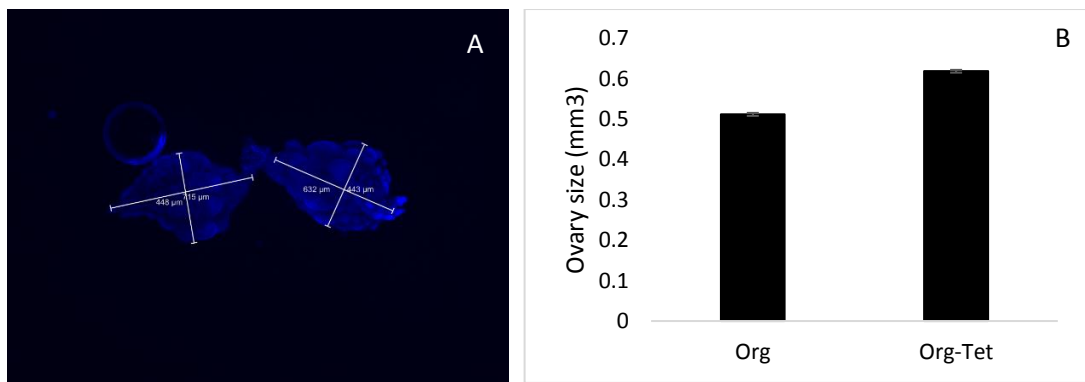 A
448 µm
715 µm
632 µm
443 µm
B
Ovary size (mm3)
0.7
0.6
0.5
0.4
0.3
0.2
0.1
0
Org
Org-Tet